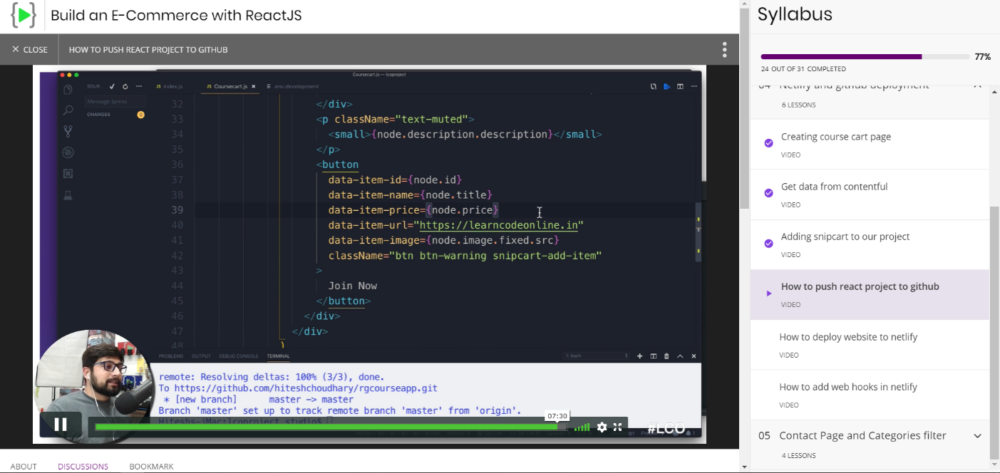 Build an E-Commerce with ReactJS
× CLOSE
HOW TO PUSH REACT PROJECT TO GITHUB
Coursecart.js — lcoproject
SOUR...
JS index.js
JS Coursecart.js ×
.env.development
Message
CHANGES 0
32 </div>
33 <p className="text-muted">
34 <small>{node.description.description}</small>
35 </p>
36 <button
37 data-item-id={node.id}
38 data-item-name={node.title}
39 data-item-price={node.price}
40 data-item-url="https://learncodeonline.in"
41 data-item-image={node.image.fixed.src}
42 className="btn btn-warning snipcart-add-item"
43 >
44 Join Now
45 </button>
46 </div>
47 </div>
48 )
PROBLEMS OUTPUT DEBUG CONSOLE TERMINAL
1: bash
remote: Resolving deltas: 100% (3/3), done.
To https://github.com/hiteshchoudhary/rgcourseapp.git
* [new branch] master -> master
Branch 'master' set up to track remote branch 'master' from 'origin'.
Hiteshs-iMac:lcoproject studio$
07:30
#LCO
ABOUT DISCUSSIONS BOOKMARK
Syllabus
77%
24 OUT OF 31 COMPLETED
04 Netlify and github deployment
6 LESSONS
Creating course cart page
VIDEO
Get data from contentful
VIDEO
Adding snipcart to our project
VIDEO
How to push react project to github
VIDEO
How to deploy website to netlify
VIDEO
How to add web hooks in netlify
VIDEO
05 Contact Page and Categories filter
4 LESSONS